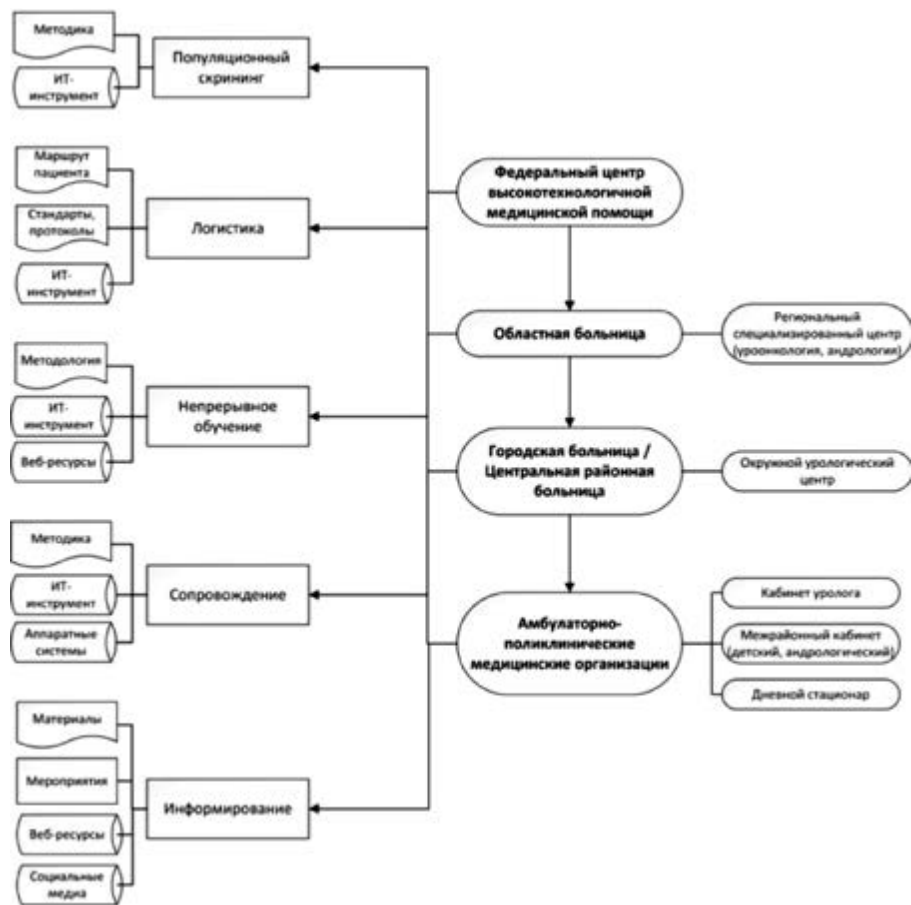 Методика
ИТ-
инструмент
Популяционный
скрининг
Маршрут
пациента
Стандарты,
протоколы
ИТ-
инструмент
Логистика
Методология
ИТ-
инструмент
Веб-ресурсы
Непрерывное
обучение
Методика
ИТ-
инструмент
Аппаратные
системы
Сопровождение
Материалы
Мероприятия
Веб-ресурсы
Социальные
медиа
Информирование
Федеральный центр
высокотехнологичной
медицинской помощи
Областная больница
Региональный
специализированный
центр
(уроонкология, андрология)
Городская больница /
Центральная районная
больница
Окружной урологический
центр
Амбулаторно-
поликлинические
медицинские организации
Кабинет уролога
Межрайонный кабинет
(детский, андрологический)
Дневной стационар